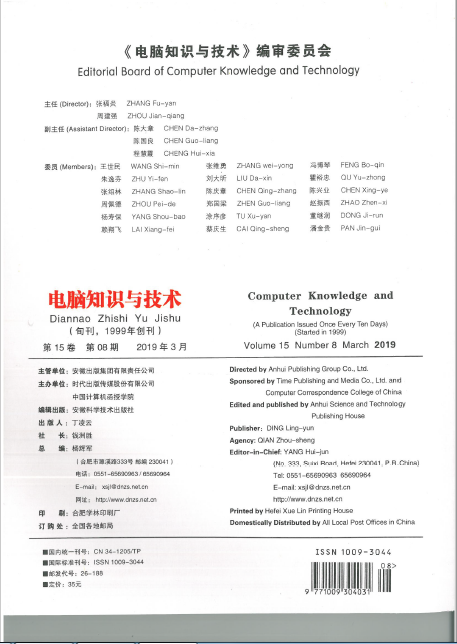 《电脑知识与技术》编审委员会
Editorial Board of Computer Knowledge and Technology
主任 (Director)：张福炎 ZHANG Fu-yan
周建强 ZHOU Jian-qiang
副主任 (Assistant Director)：陈大章 CHEN Da-zhang
陈国良 CHEN Guo-liang
程慧霞 CHENG Hui-xia
委员 (Members)：王世民 WANG Shi-min 张维勇 ZHANG wei-yong 冯博琴 FENG Bo-qin
朱逸芬 ZHU Yi-fen 刘大昕 LIU Da-xin 瞿裕忠 QU Yu-zhong
张绍林 ZHANG Shao-lin 陈庆章 CHEN Qing-zhang 陈兴业 CHEN Xing-ye
周佩德 ZHOU Pei-de 郑国梁 ZHEN Guo-liang 赵振西 ZHAO Zhen-xi
杨寿保 YANG Shou-bao 涂序彦 TU Xu-yan 董继润 DONG Ji-run
赖翔飞 LAI Xiang-fei 蔡庆生 CAI Qing-sheng 潘金贵 PAN Jin-gui
电脑知识与技术
Diannao Zhishi Yu Jishu
（旬刊，1999年创刊）
第 15 卷 第 08 期 2019 年 3 月
Computer Knowledge and
Technology
(A Publication Issued Once Every Ten Days)
(Started in 1999)
Volume 15 Number 8 March 2019
主管单位：安徽出版集团有限责任公司
主办单位：时代出版传媒股份有限公司
中国计算机函授学院
编辑出版：安徽科学技术出版社
出 版 人：丁凌云
社 长：钱洲胜
总 编：杨辉军
（合肥市濉溪路333号 邮编 230041）
电话：0551-65690963 / 65690964
E-mail：xsjl@dnzs.net.cn
网址：http://www.dnzs.net.cn
印 刷：合肥学林印刷厂
订 购 处：全国各地邮局
Directed by Anhui Publishing Group Co., Ltd.
Sponsored by Time Publishing and Media Co., Ltd. and
Computer Correspondence College of China
Edited and published by Anhui Science and Technology
Publishing House
Publisher: DING Ling-yun
Agency: QIAN Zhou-sheng
Editor-in-Chief: YANG Hui-jun
(No. 333, Suixi Road, Hefei 230041, P.R.China)
Tel: 0551-65690963 65690964
E-mail: xsjl@dnzs.net.cn
http://www.dnzs.net.cn
Printed by Hefei Xue Lin Printing House
Domestically Distributed by All Local Post Offices in China
■国内统一刊号：CN 34-1205/TP
■国际标准刊号：ISSN 1009-3044
■邮发代号：26-188
■定价：35元
ISSN 1009-3044
08>
9 771009 304031